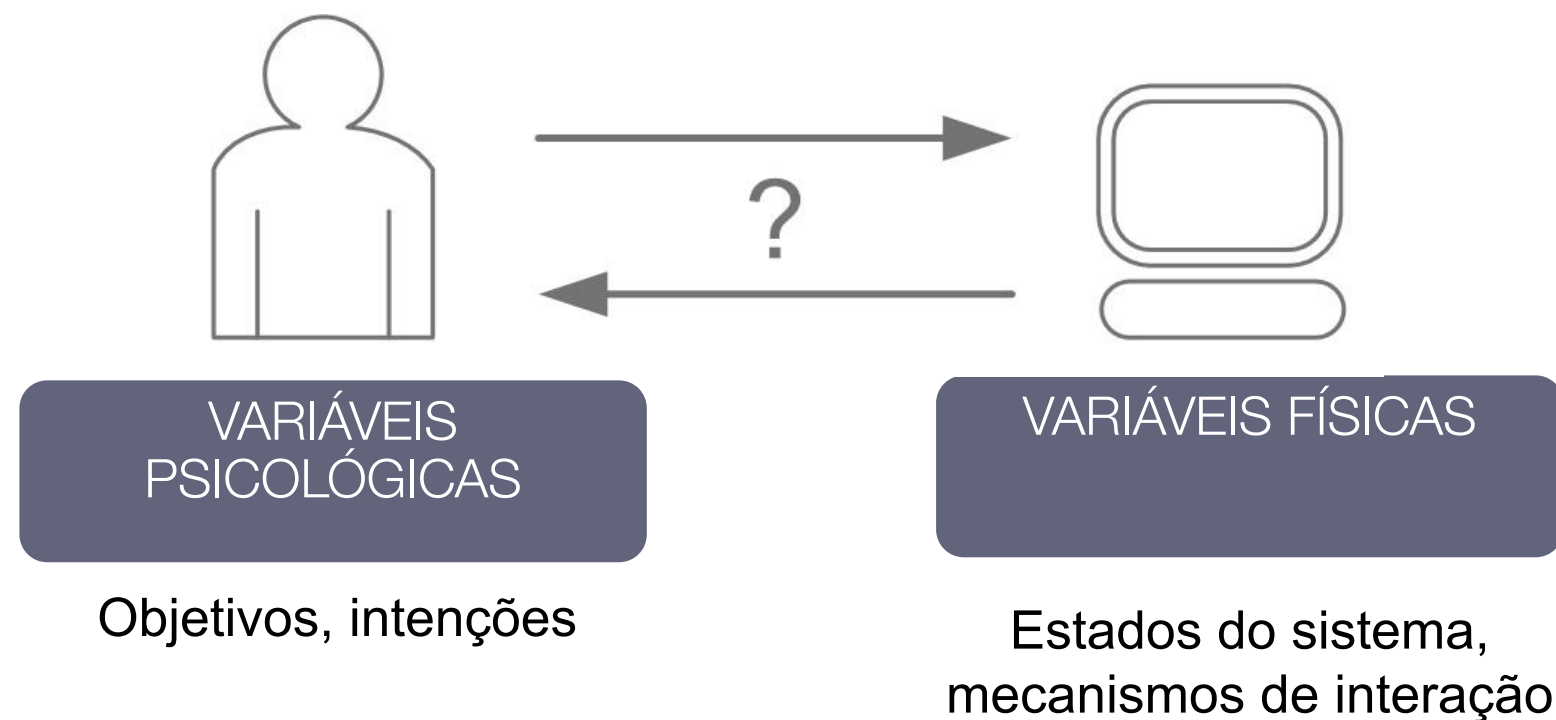 ?
VARIÁVEIS
PSICOLÓGICAS
VARIÁVEIS FÍSICAS
Objetivos, intenções
Estados do sistema,
mecanismos de interação